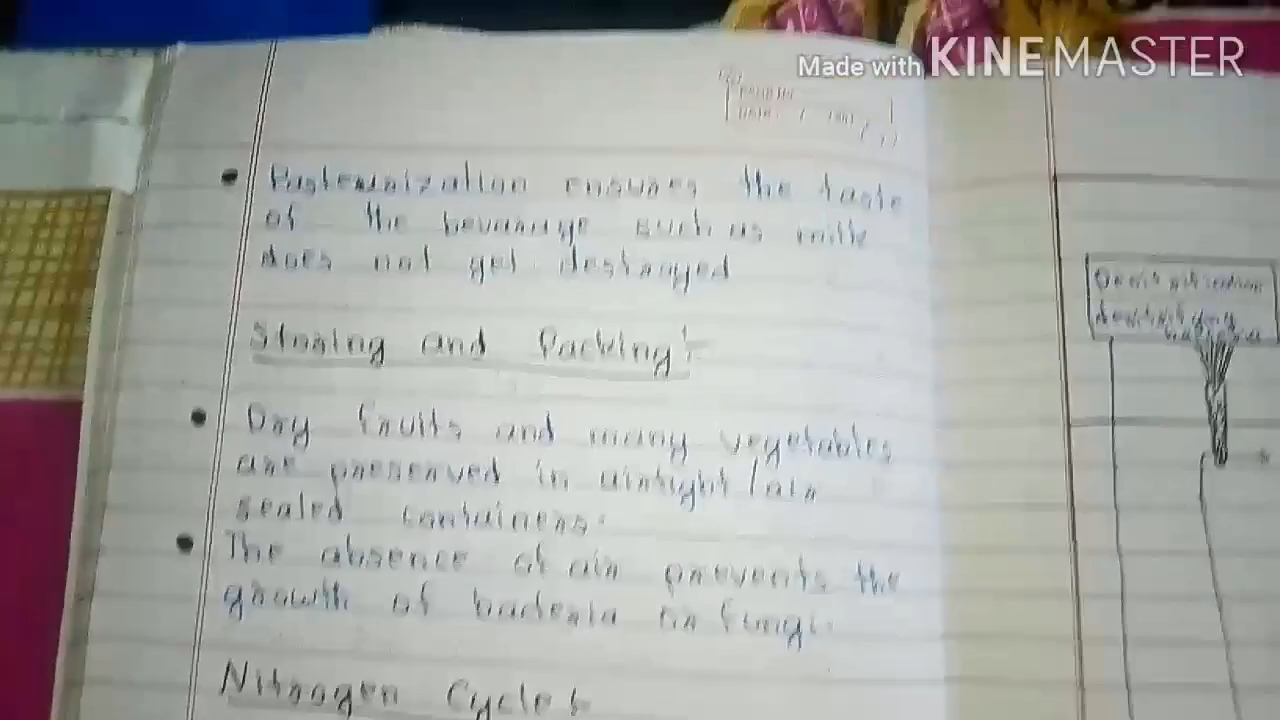 Made with KINEMASTER
• Pasteurization ensures the taste
of the bevarage such as milk
does not get destroyed
Storing and Packing:-
• Dry fruits and many vegetables
are preserved in airtight/air
sealed containers.
• The absence of air prevents the
growth of bacteria or fungi.
Nitrogen Cycle:-